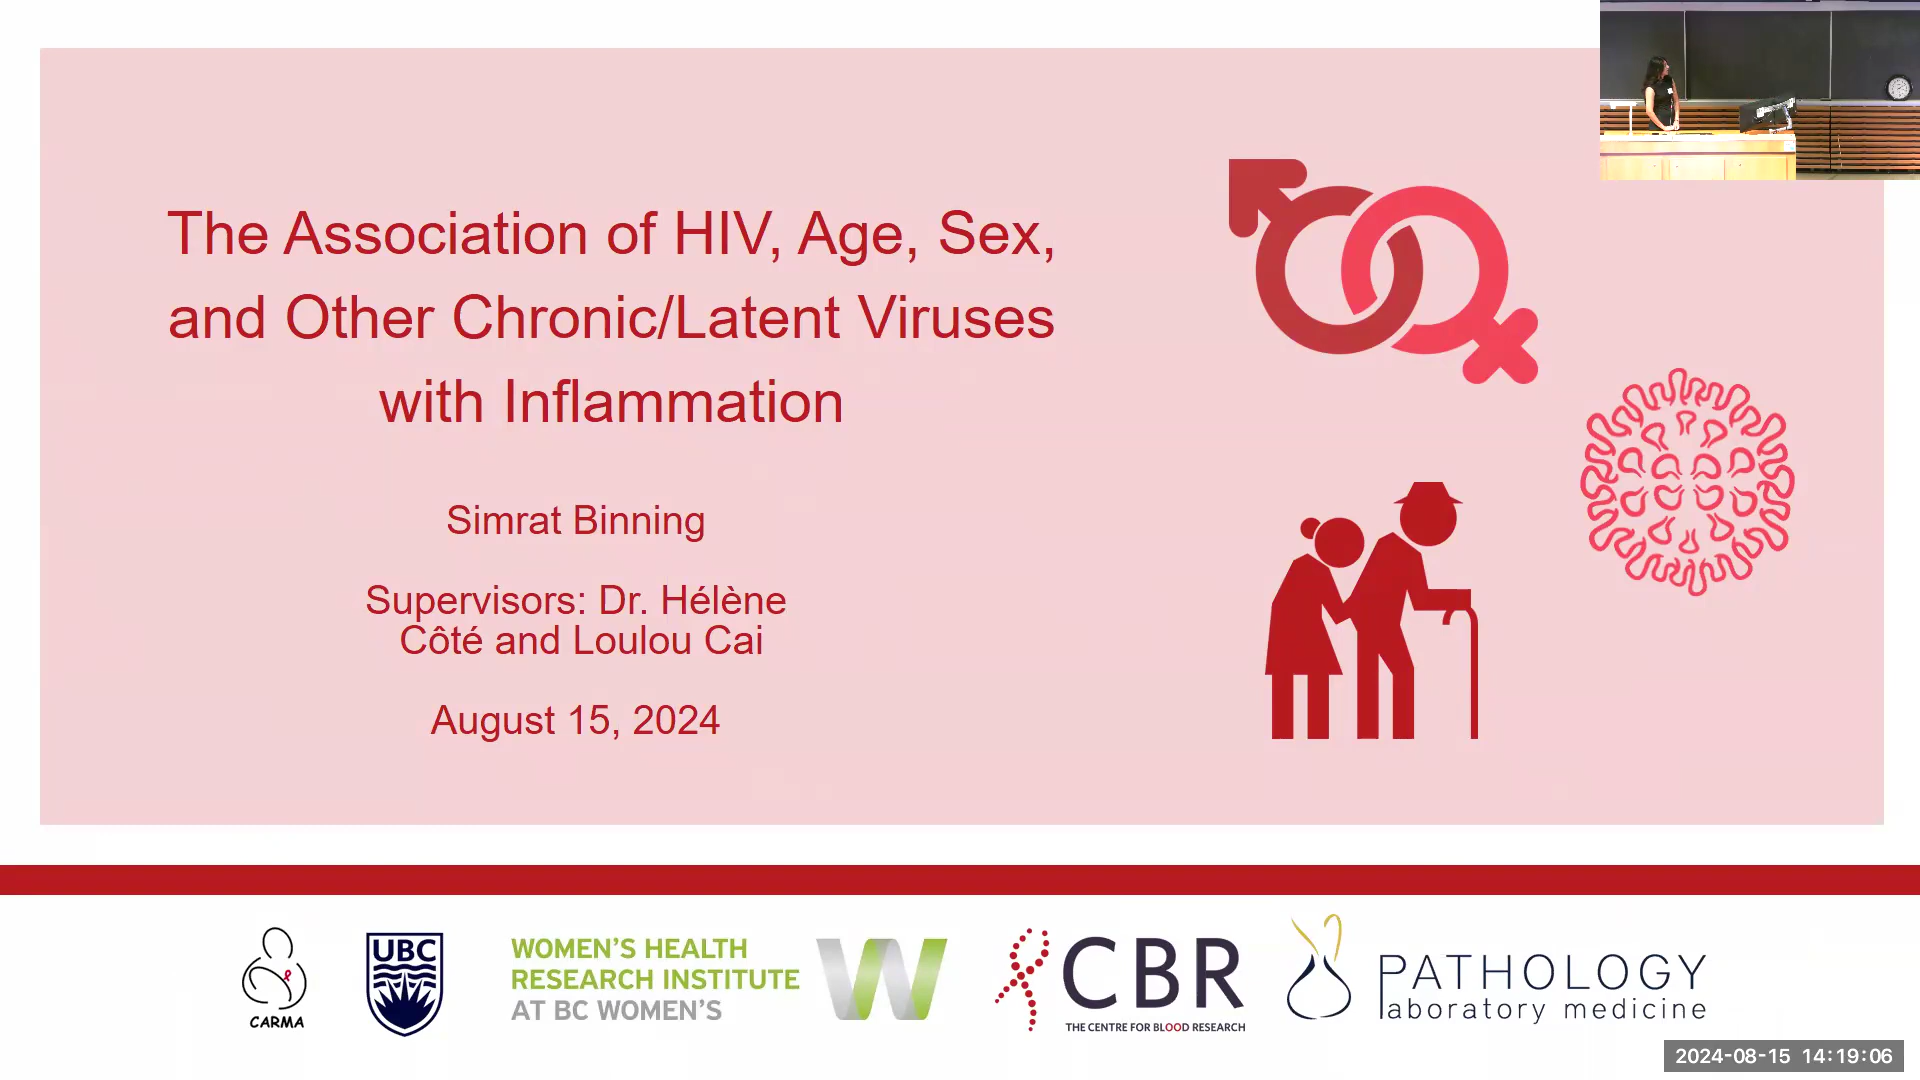 The Association of HIV, Age, Sex,
and Other Chronic/Latent Viruses
with Inflammation
Simrat Binning
Supervisors: Dr. Hélène
Côté and Loulou Cai
August 15, 2024
CARMA
UBC
WOMEN'S HEALTH
RESEARCH INSTITUTE
AT BC WOMEN'S
W
CBR
THE CENTRE FOR BLOOD RESEARCH
PATHOLOGY
laboratory medicine
2024-08-15 14:19:06